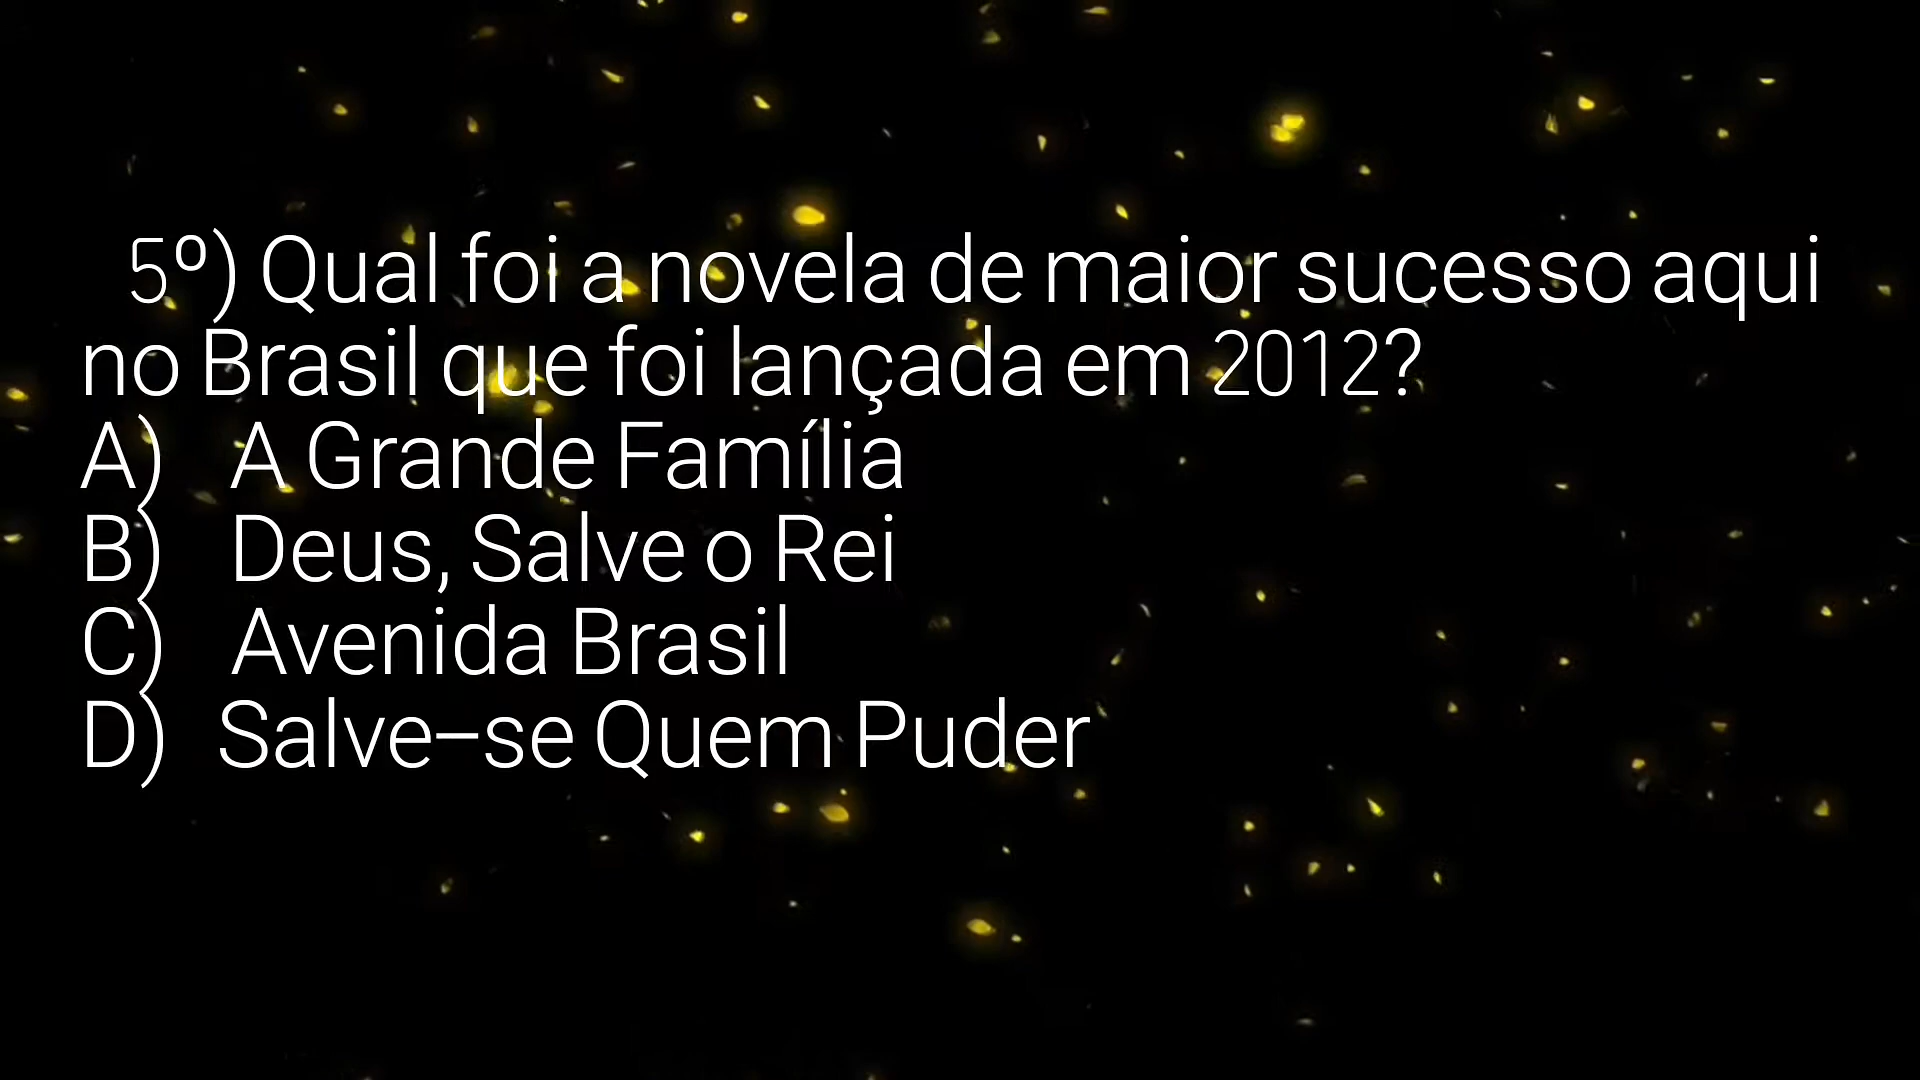 5º) Qual foi a novela de maior sucesso aqui
no Brasil que foi lançada em 2012?
A) A Grande Família
B) Deus, Salve o Rei
C) Avenida Brasil
D) Salve-se Quem Puder